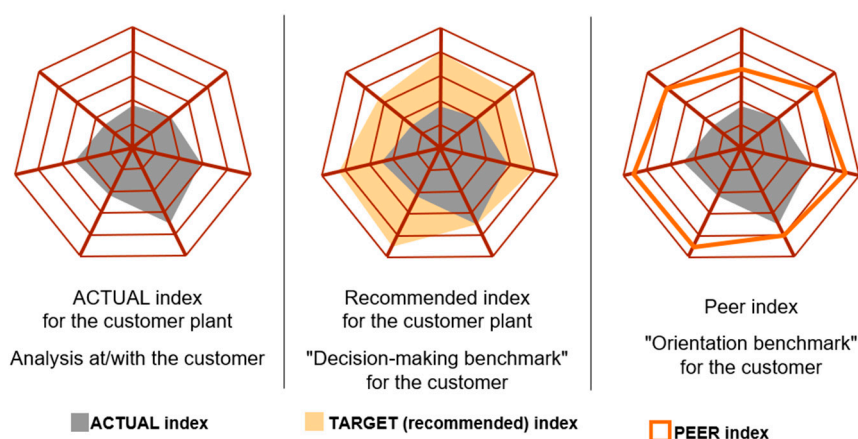 ACTUAL index
for the customer plant
Analysis at/with the customer
Recommended index
for the customer plant
"Decision-making benchmark"
for the customer
Peer index
"Orientation benchmark"
for the customer
ACTUAL index
TARGET (recommended) index
PEER index